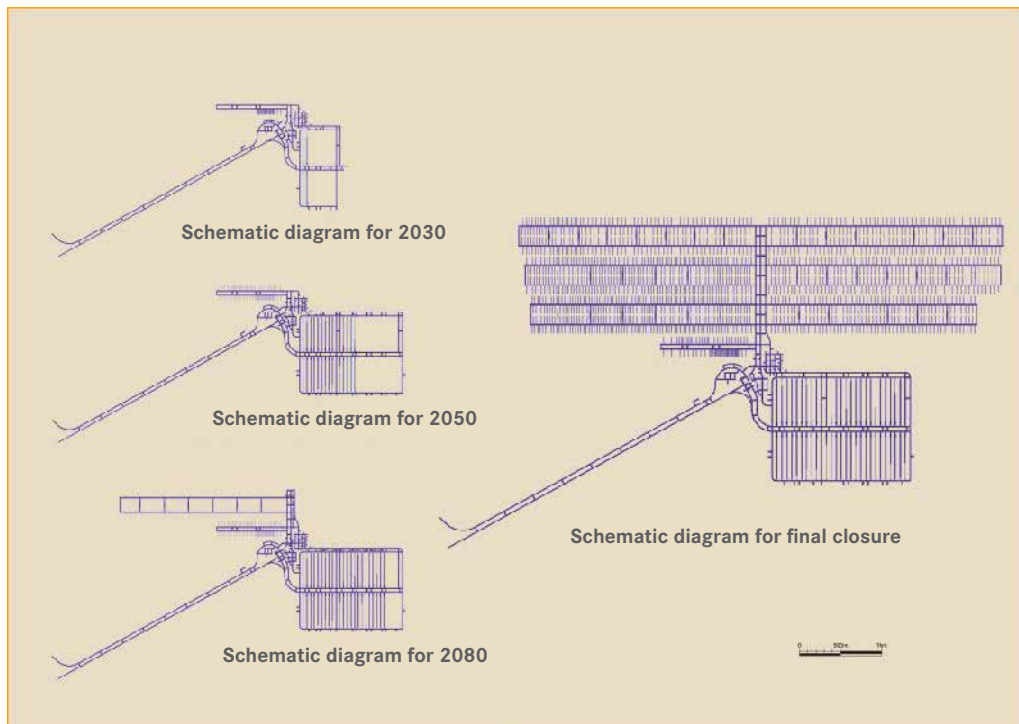 Schematic diagram for 2030
Schematic diagram for 2050
Schematic diagram for 2080
Schematic diagram for final closure
0 500m 1km